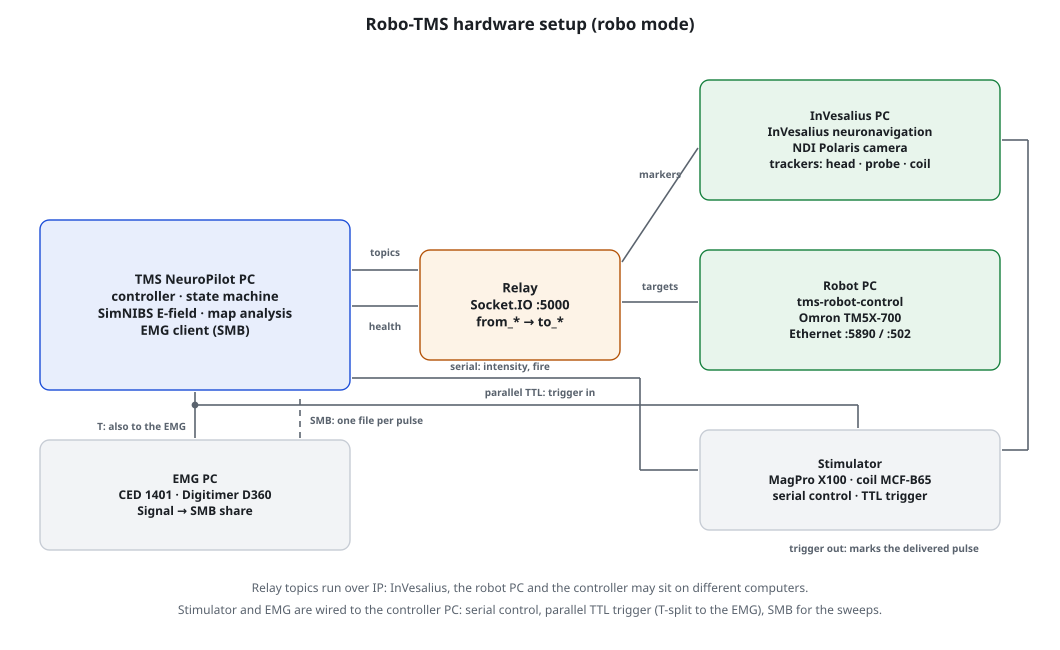 Robo-TMS hardware setup (robo mode)
InVesalius PC
InVesalius neuronavigation
NDI Polaris camera
trackers: head · probe · coil
markers
TMS NeuroPilot PC
controller · state machine
SimNIBS E-field · map analysis
EMG client (SMB)
topics
health
Relay
Socket.IO :5000
from_* → to_*
targets
Robot PC
tms-robot-control
Omron TM5X-700
Ethernet :5890 / :502
serial: intensity, fire
parallel TTL: trigger in
T: also to the EMG
SMB: one file per pulse
EMG PC
CED 1401 · Digitimer D360
Signal → SMB share
Stimulator
MagPro X100 · coil MCF-B65
serial control · TTL trigger
trigger out: marks the delivered pulse
Relay topics run over IP: InVesalius, the robot PC and the controller may sit on different computers.
Stimulator and EMG are wired to the controller PC: serial control, parallel TTL trigger (T-split to the EMG), SMB for the sweeps.